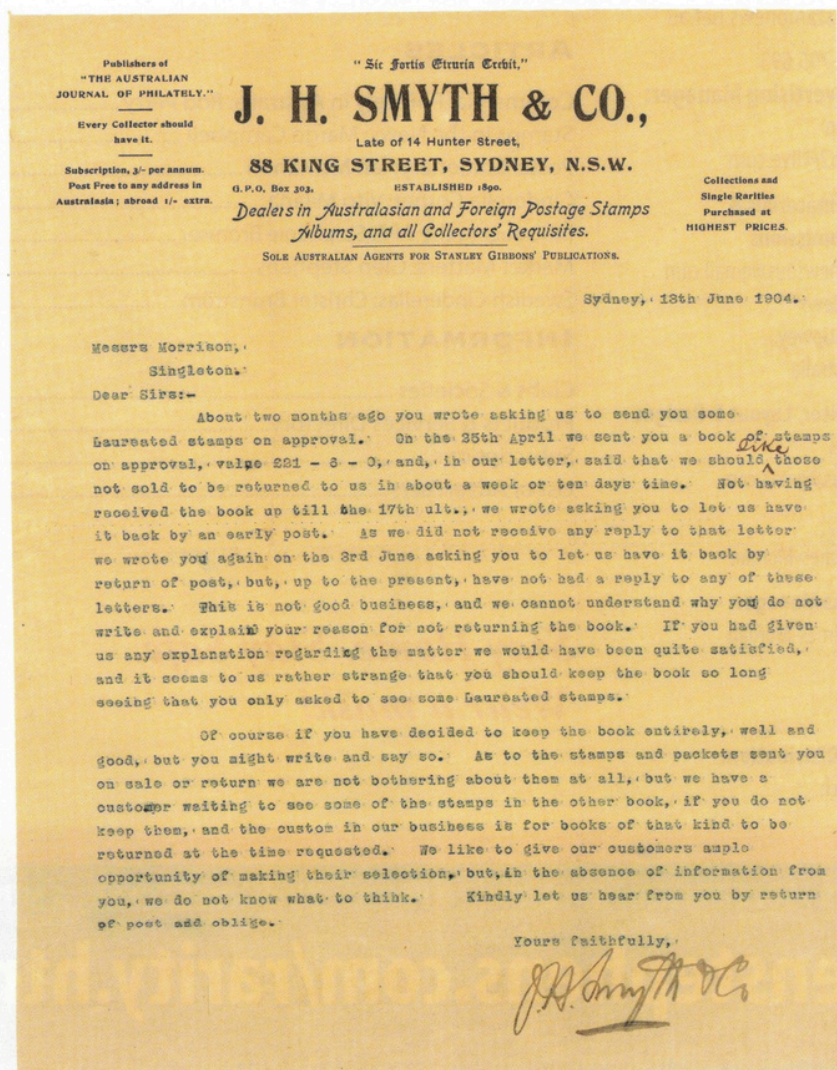 Publishers of
"THE AUSTRALIAN
JOURNAL OF PHILATELY."
Every Collector should
have it.
Subscription, 3/- per annum.
Post Free to any address in
Australasia; abroad 1/- extra.
"Sic Fortis Etruria Crebit,"
J. H. SMYTH & CO.,
Late of 14 Hunter Street,
88 KING STREET, SYDNEY, N.S.W.
G.P.O. Box 303. ESTABLISHED 1890.
Dealers in Australasian and Foreign Postage Stamps
Albums, and all Collectors' Requisites.
SOLE AUSTRALIAN AGENTS FOR STANLEY GIBBONS' PUBLICATIONS.
Collections and
Single Rarities
Purchased at
HIGHEST PRICES.
Sydney, 13th June 1904.
Messrs Morrison,
Singleton.
Dear Sirs:-
About two months ago you wrote asking us to send you some
Laureated stamps on approval. On the 25th April we sent you a book of stamps
on approval, value £21 - 6 - 0, and, in our letter, said that we should like those
not sold to be returned to us in about a week or ten days time. Not having
received the book up till the 17th ult., we wrote asking you to let us have
it back by an early post. As we did not receive any reply to that letter
we wrote you again on the 3rd June asking you to let us have it back by
return of post, but, up to the present, have not had a reply to any of these
letters. This is not good business, and we cannot understand why you do not
write and explain your reason for not returning the book. If you had given
us any explanation regarding the matter we would have been quite satisfied,
and it seems to us rather strange that you should keep the book so long
seeing that you only asked to see some Laureated stamps.
Of course if you have decided to keep the book entirely, well and
good, but you might write and say so. As to the stamps and packets sent you
on sale or return we are not bothering about them at all, but we have a
customer waiting to see some of the stamps in the other book, if you do not
keep them, and the custom in our business is for books of that kind to be
returned at the time requested. We like to give our customers ample
opportunity of making their selection, but, in the absence of information from
you, we do not know what to think. Kindly let us hear from you by return
of post and oblige.
Yours faithfully,
J.H. Smyth & Co